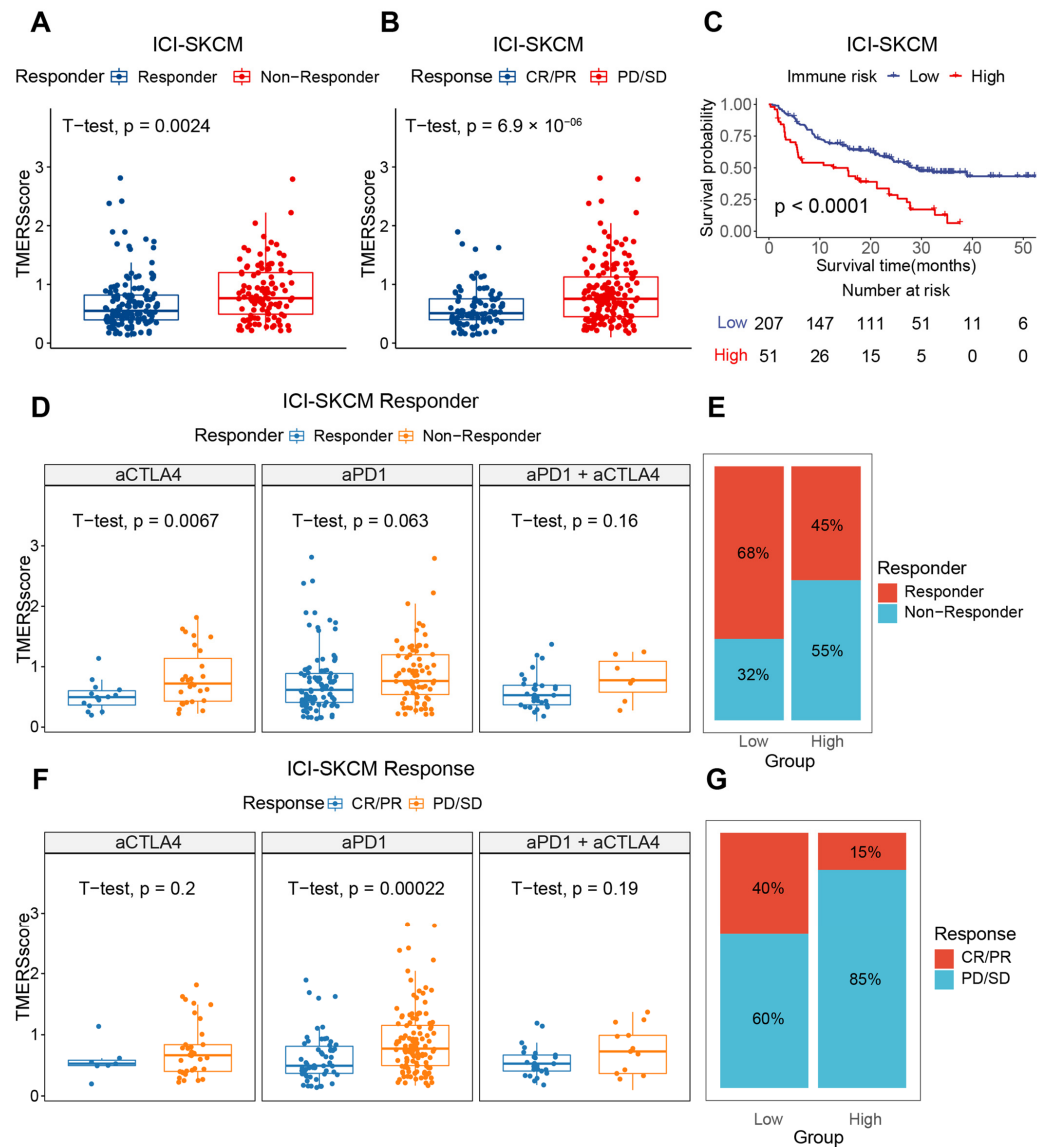 A
ICI-SKCM
Responder Responder Non-Responder
T-test, p = 0.0024
TMERSscore
3
2
1
0
B
ICI-SKCM
Response CR/PR PD/SD
T-test, p = 6.9 × 10⁻⁰⁶
TMERSscore
3
2
1
0
C
ICI-SKCM
Immune risk Low High
Survival probability
1.00
0.75
0.50
0.25
0.00
p < 0.0001
0 10 20 30 40 50
Survival time(months)
Number at risk
Low 207 147 111 51 11 6
High 51 26 15 5 0 0
D
ICI-SKCM Responder
Responder Responder Non-Responder
aCTLA4 aPD1 aPD1 + aCTLA4
T-test, p = 0.0067 T-test, p = 0.063 T-test, p = 0.16
TMERSscore
3
2
1
0
E
68% 45%
32% 55%
Low High
Group
Responder
Responder
Non-Responder
F
ICI-SKCM Response
Response CR/PR PD/SD
aCTLA4 aPD1 aPD1 + aCTLA4
T-test, p = 0.2 T-test, p = 0.00022 T-test, p = 0.19
TMERSscore
3
2
1
0
G
40% 15%
60% 85%
Low High
Group
Response
CR/PR
PD/SD